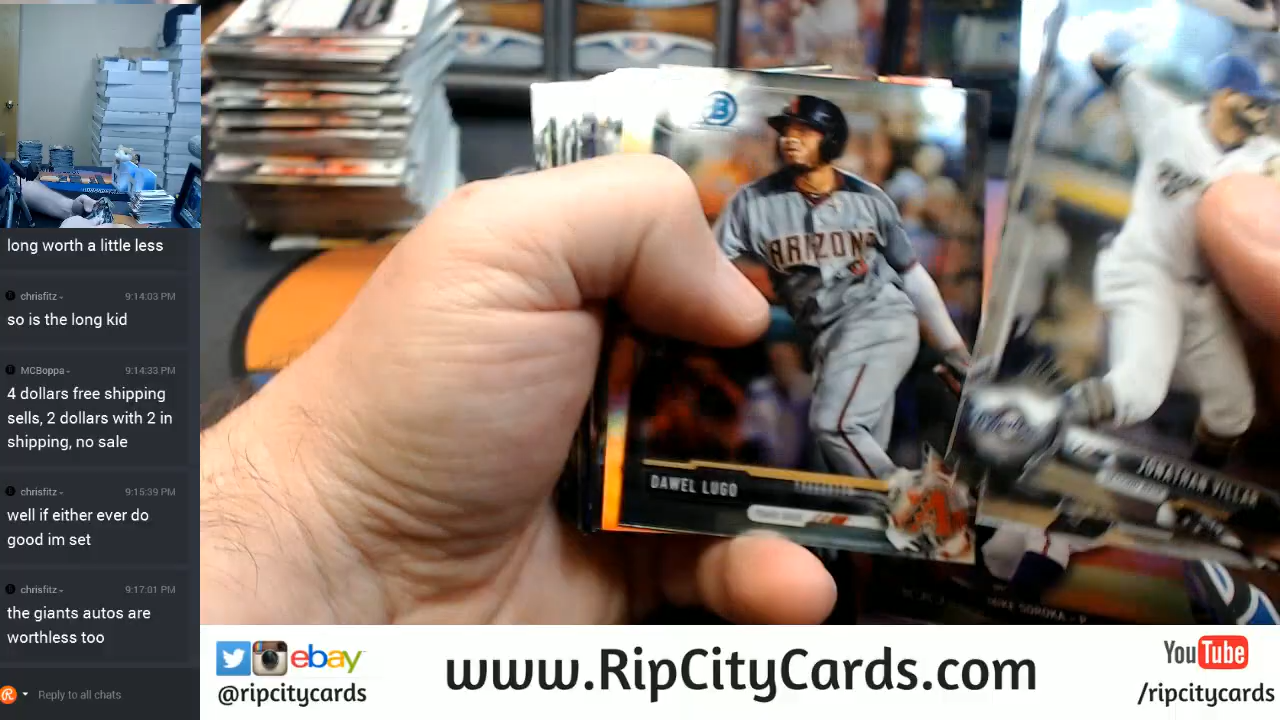 long worth a little less
chrisfitz-
9:14:03 PM
so is the long kid
MCBoppa-
9:14:33 PM
4 dollars free shipping
sells, 2 dollars with 2 in
shipping, no sale
chrisfitz-
9:15:39 PM
well if either ever do
good im set
chrisfitz-
9:17:01 PM
the giants autos are
worthless too
Reply to all chats
B
ARIZONA
DAWEL LUGO
JONATHAN VILLAR
MIKE SOROKA - P
ebay
@ripcitycards
www.RipCityCards.com
YouTube
/ripcitycards